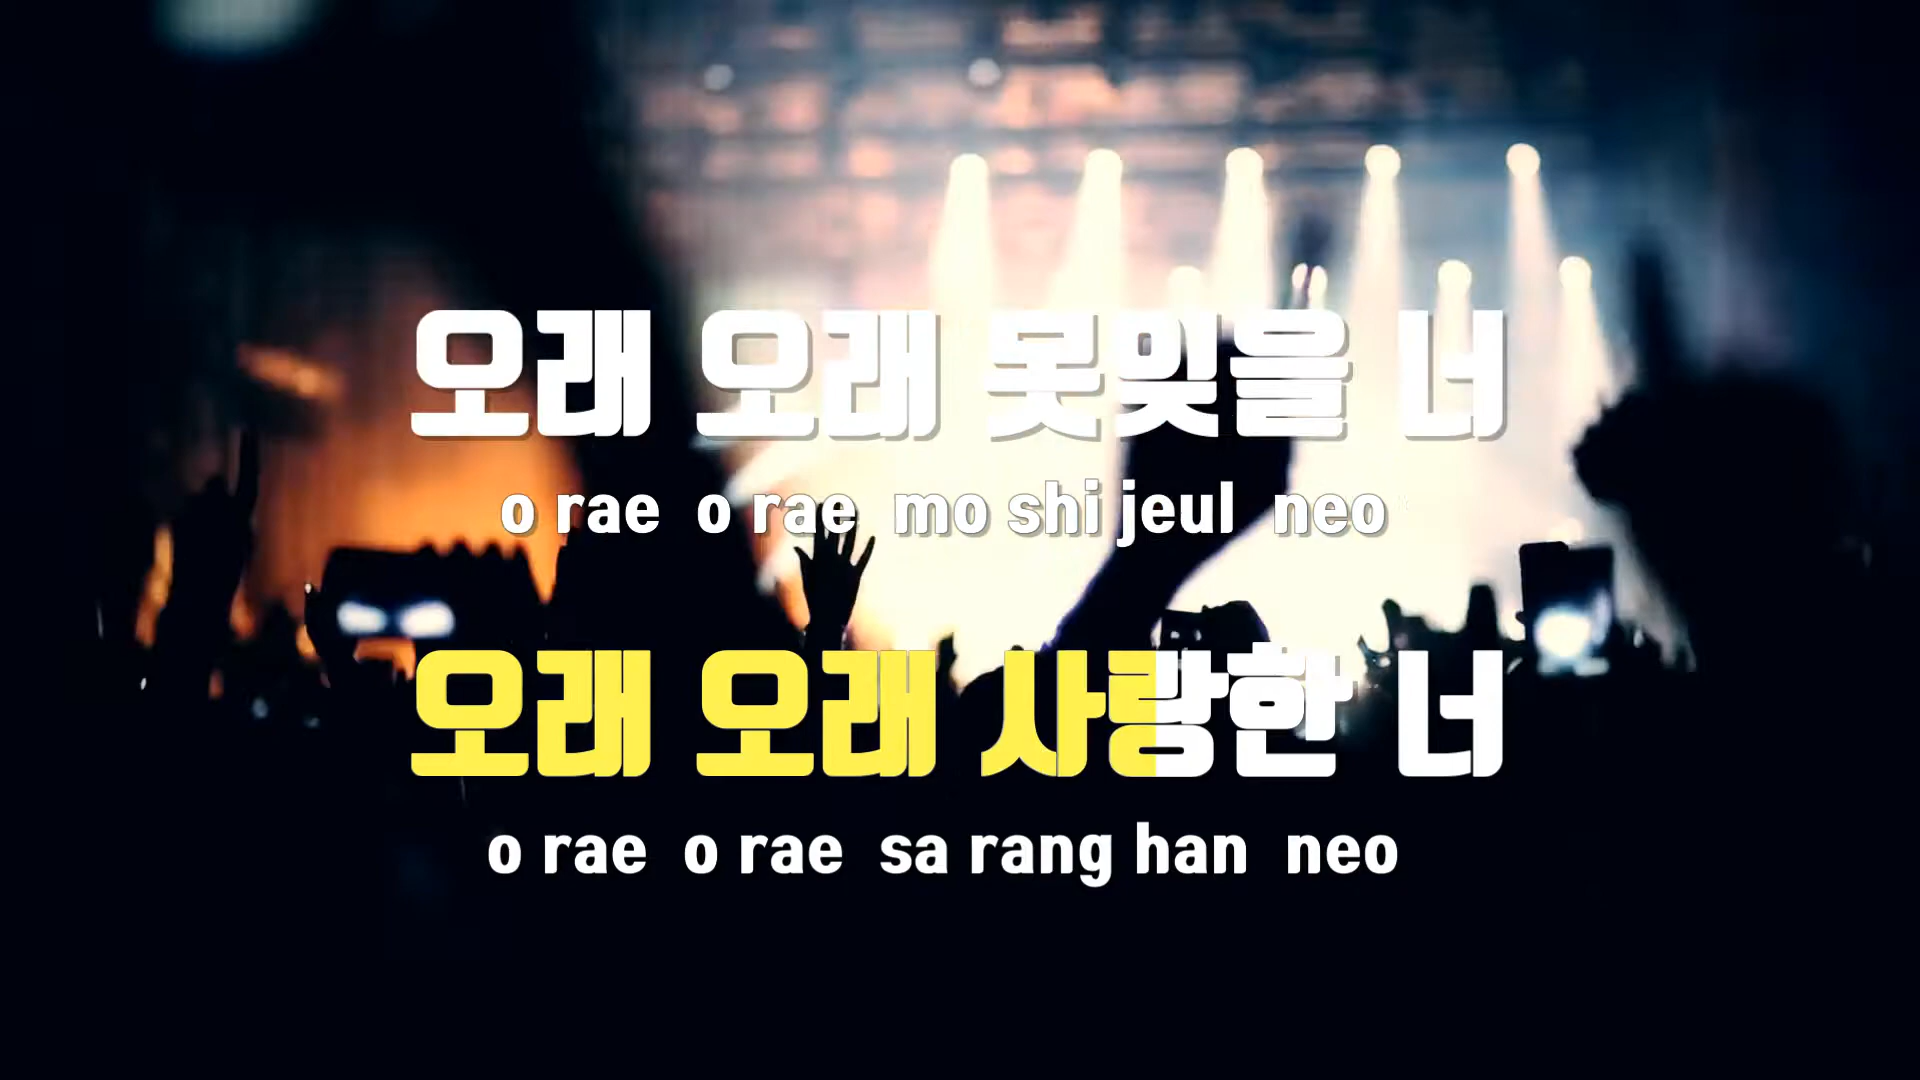 오래 오래 못잊을 너
o rae o rae mo shi jeul neo
오래 오래 사랑한 너
o rae o rae sa rang han neo